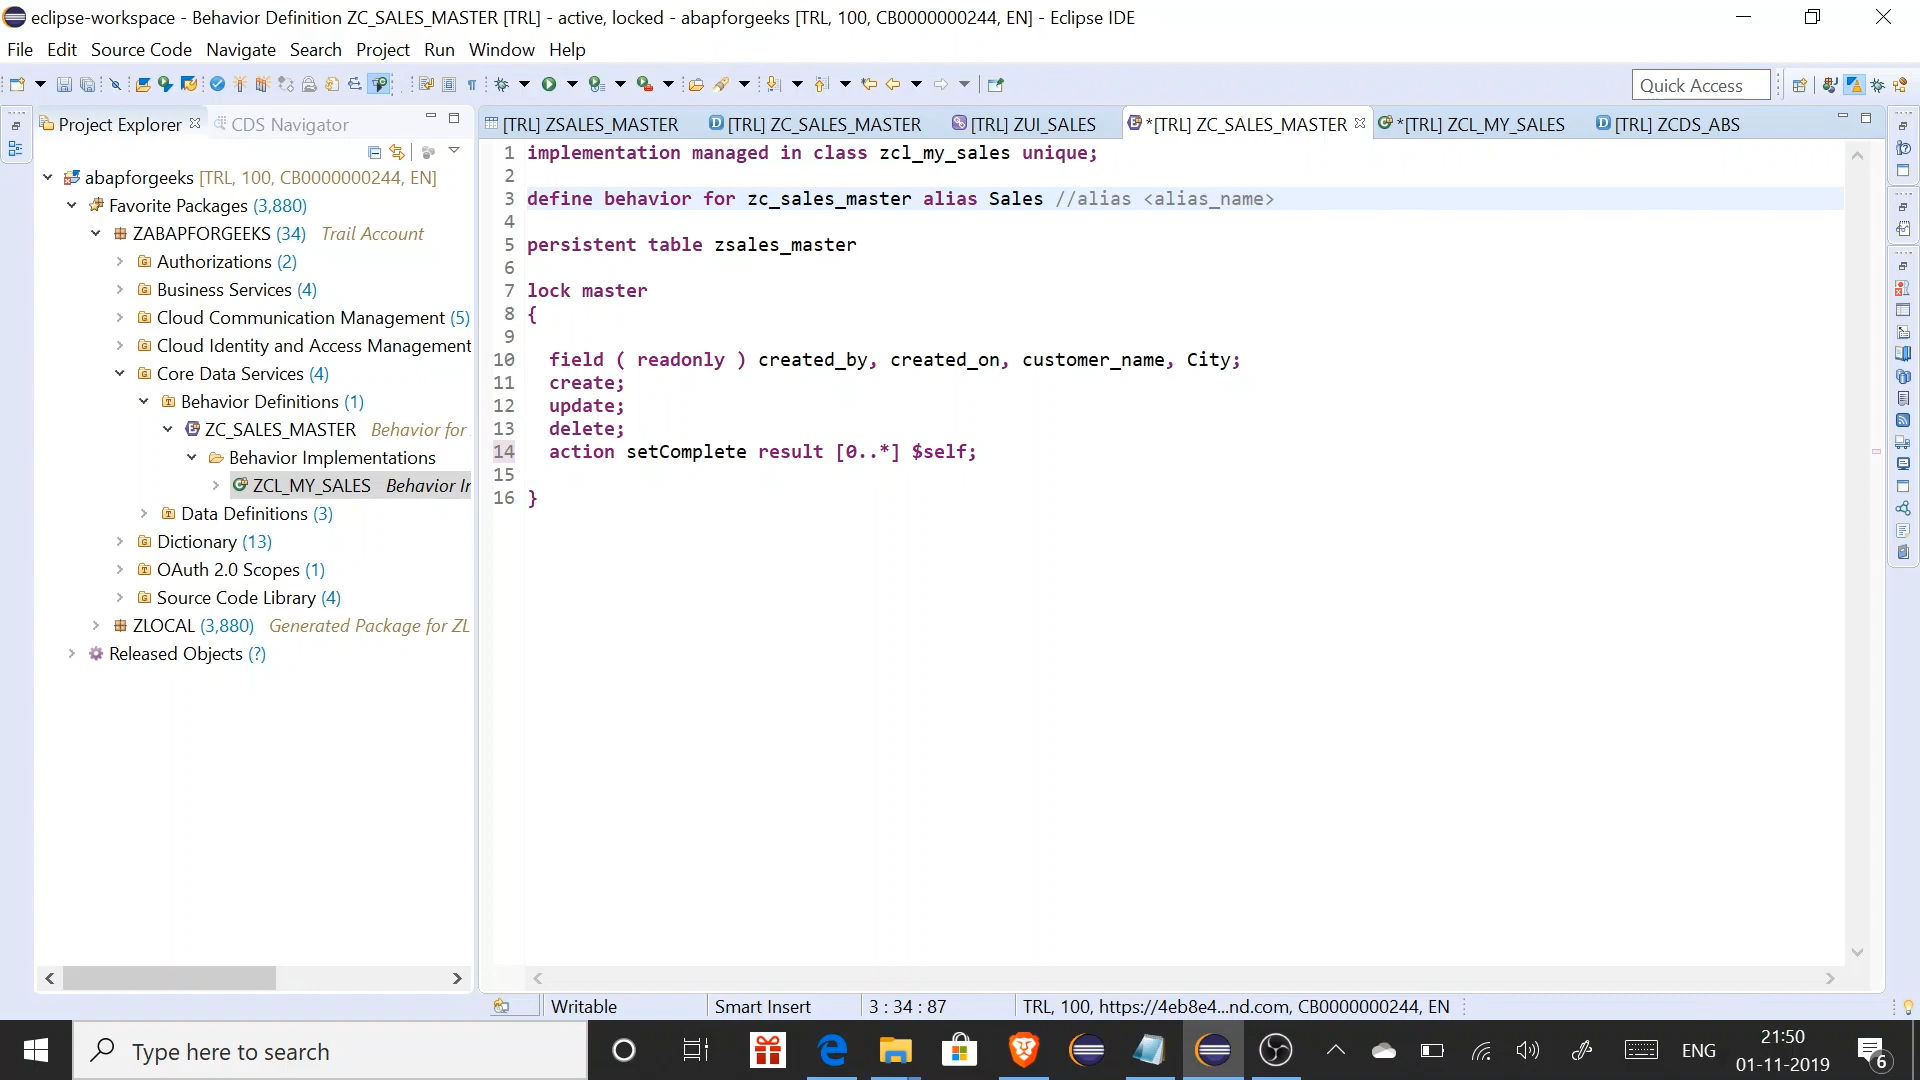 eclipse-workspace - Behavior Definition ZC_SALES_MASTER [TRL] - active, locked - abapforgeeks [TRL, 100, CB0000000244, EN] - Eclipse IDE
File Edit Source Code Navigate Search Project Run Window Help
Quick Access
Project Explorer CDS Navigator
[TRL] ZSALES_MASTER [TRL] ZC_SALES_MASTER [TRL] ZUI_SALES *[TRL] ZC_SALES_MASTER *[TRL] ZCL_MY_SALES [TRL] ZCDS_ABS
abapforgeeks [TRL, 100, CB0000000244, EN]
Favorite Packages (3,880)
ZABAPFORGEEKS (34) Trail Account
Authorizations (2)
Business Services (4)
Cloud Communication Management (5)
Cloud Identity and Access Management
Core Data Services (4)
Behavior Definitions (1)
ZC_SALES_MASTER Behavior for
Behavior Implementations
ZCL_MY_SALES Behavior Ir
Data Definitions (3)
Dictionary (13)
OAuth 2.0 Scopes (1)
Source Code Library (4)
ZLOCAL (3,880) Generated Package for ZL
Released Objects (?)
1 implementation managed in class zcl_my_sales unique;
2
3 define behavior for zc_sales_master alias Sales //alias <alias_name>
4
5 persistent table zsales_master
6
7 lock master
8 {
9
10 field ( readonly ) created_by, created_on, customer_name, City;
11 create;
12 update;
13 delete;
14 action setComplete result [0..*] $self;
15
16 }
Writable Smart Insert 3 : 34 : 87 TRL, 100, https://4eb8e4...nd.com, CB0000000244, EN
Type here to search
ENG
21:50
01-11-2019
6